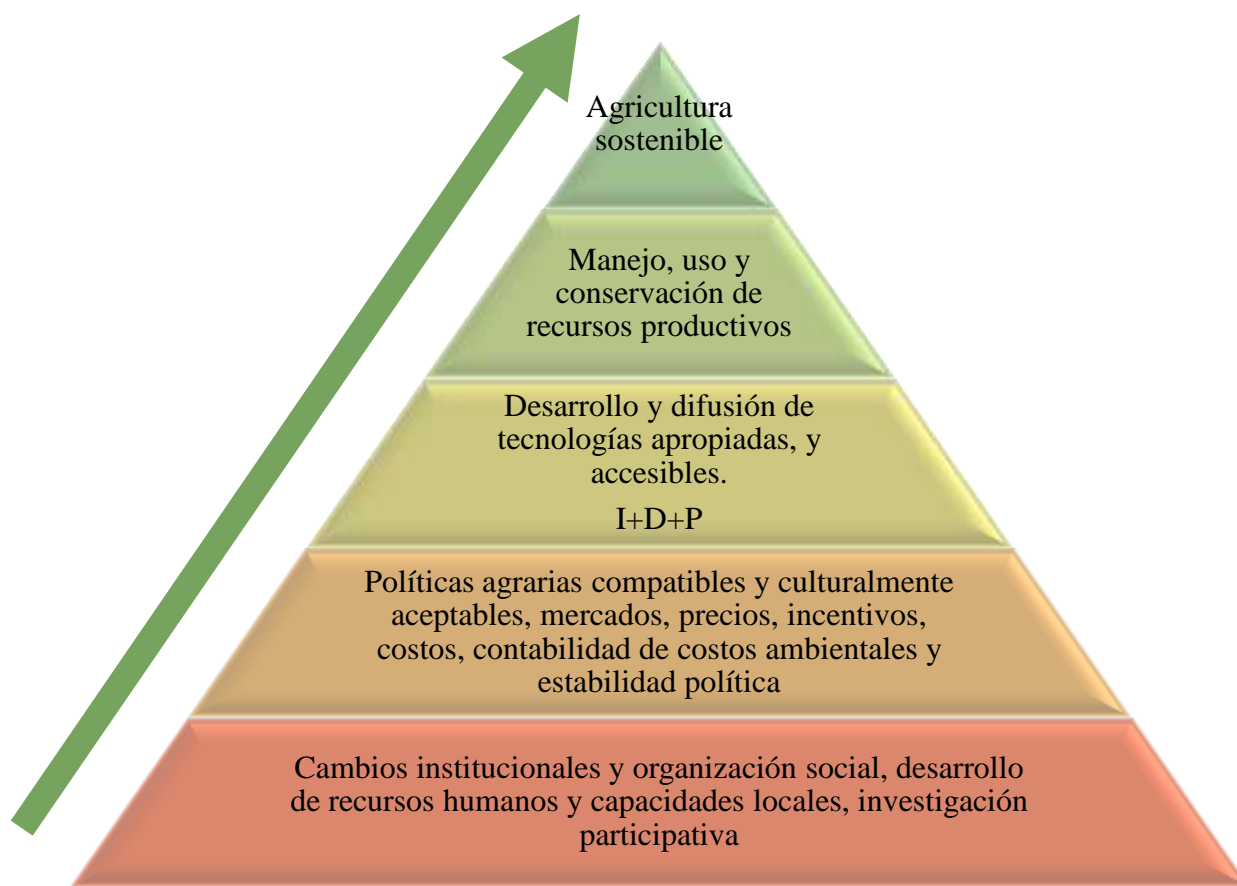 Agricultura
sostenible
Manejo, uso y
conservación de
recursos productivos
Desarrollo y difusión de
tecnologías apropiadas, y
accesibles.
I+D+P
Políticas agrarias compatibles y culturalmente
aceptables, mercados, precios, incentivos,
costos, contabilidad de costos ambientales y
estabilidad política
Cambios institucionales y organización social, desarrollo
de recursos humanos y capacidades locales, investigación
participativa